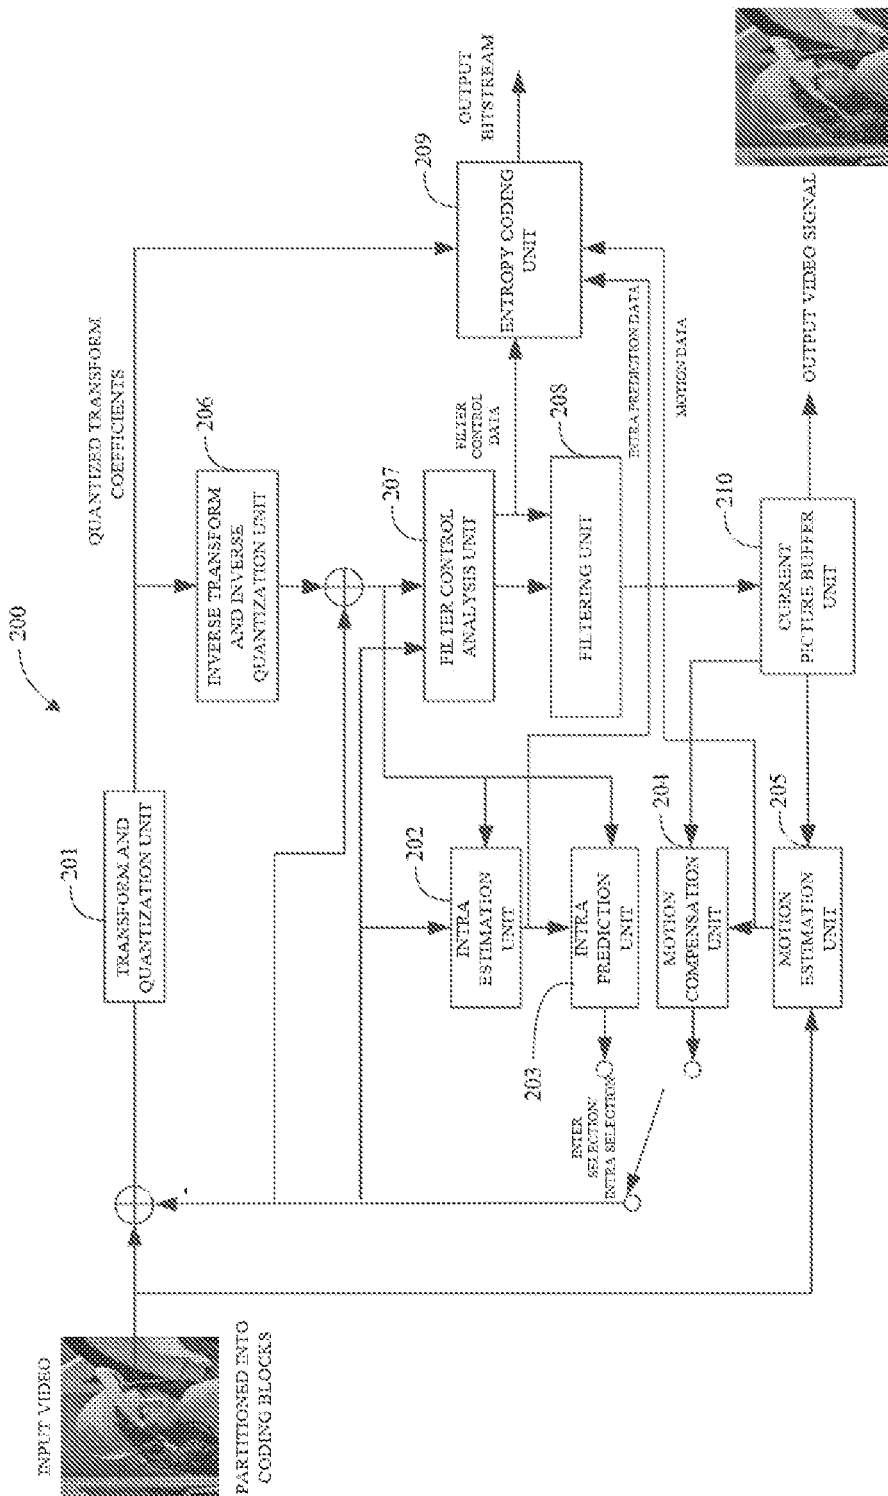 200
INPUT VIDEO
PARTITIONED INTO
CODING BLOCKS
201
TRANSFORM AND
QUANTIZATION UNIT
QUANTIZED TRANSFORM
COEFFICIENTS
206
INVERSE TRANSFORM
AND INVERSE
QUANTIZATION UNIT
207
FILTER CONTROL
ANALYSIS UNIT
FILTER
CONTROL
DATA
209
ENTROPY CODING
UNIT
OUTPUT
BITSTREAM
202
INTRA
ESTIMATION
UNIT
208
FILTERING UNIT
203
INTRA
PREDICTION
UNIT
INTER
SELECTION/
INTRA SELECTION
INTRA PREDICTION DATA
204
MOTION
COMPENSATION
UNIT
MOTION DATA
205
MOTION
ESTIMATION
UNIT
210
CURRENT
PICTURE BUFFER
UNIT
OUTPUT VIDEO SIGNAL